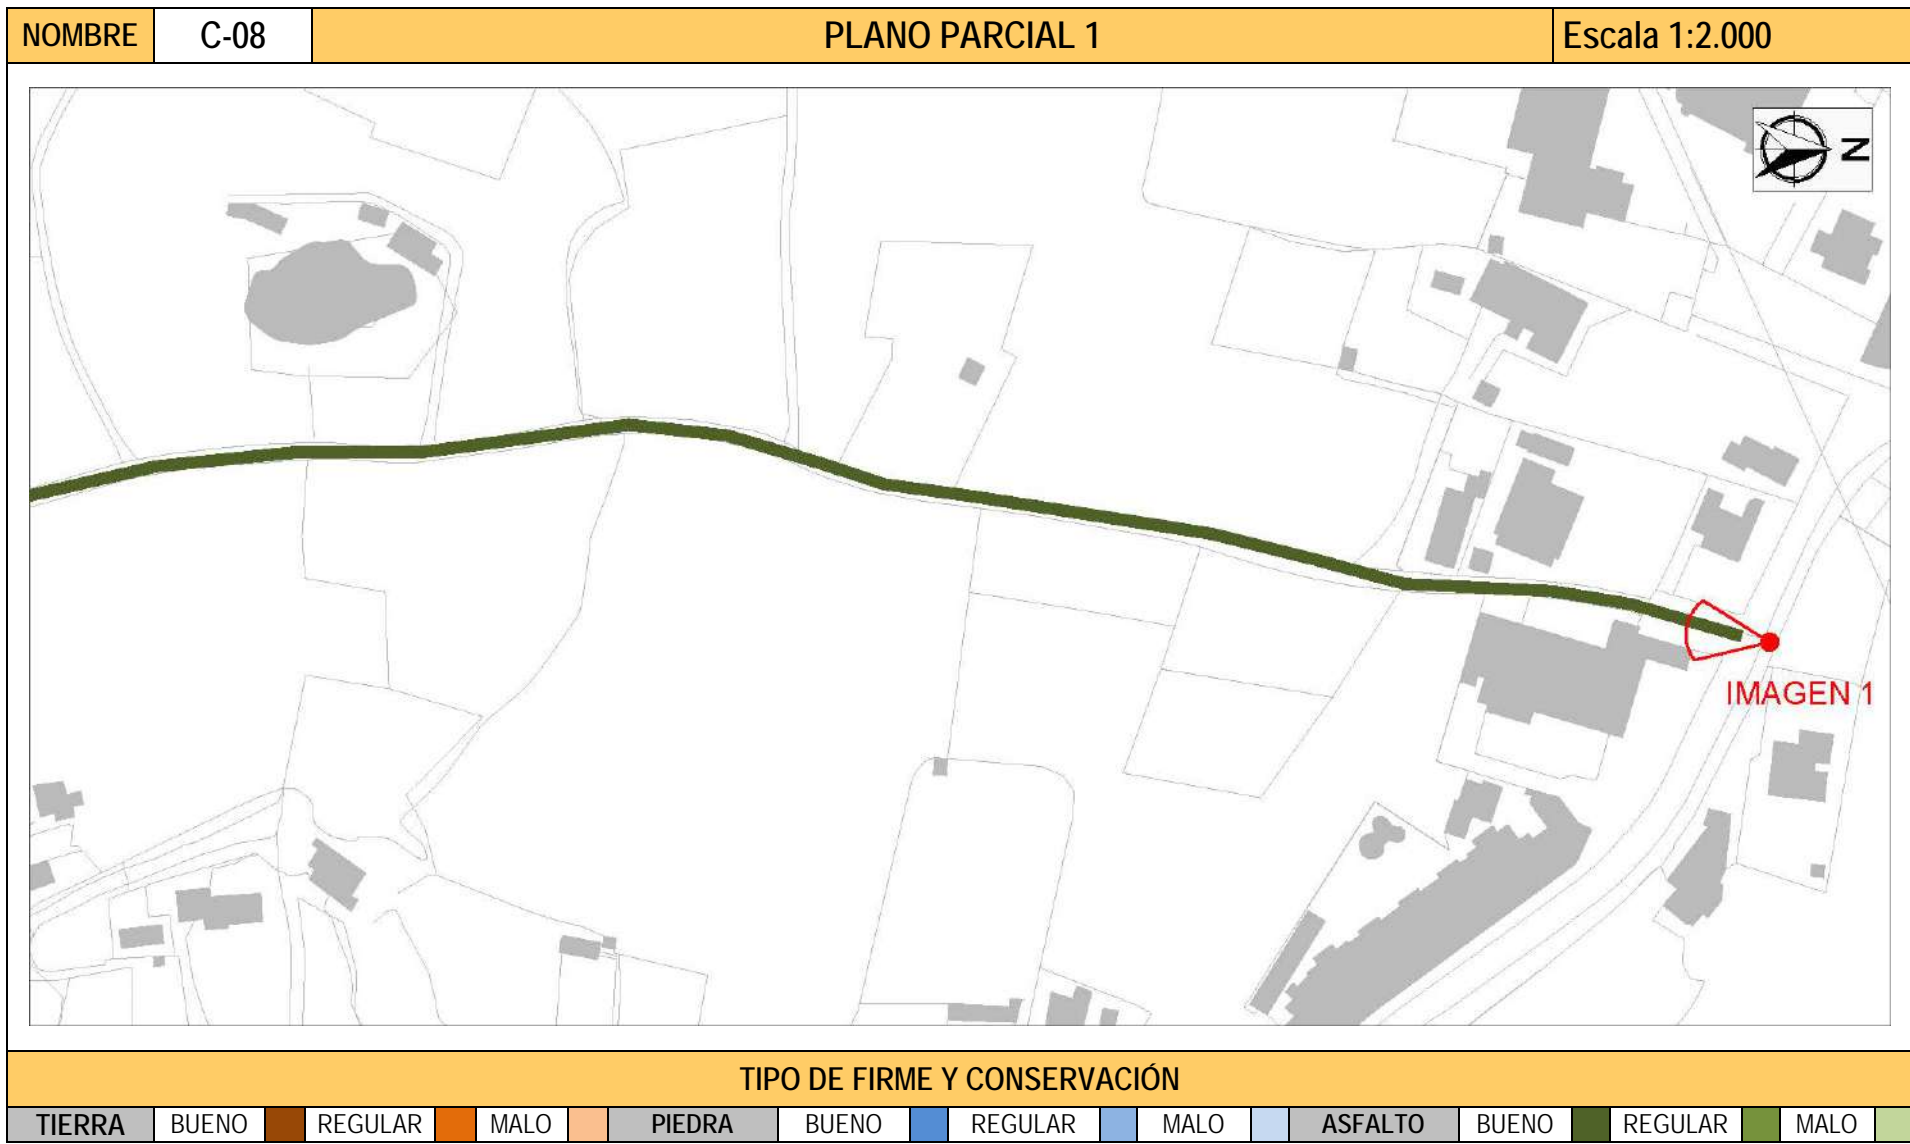 NOMBRE C-08 PLANO PARCIAL 1 Escala 1:2.000
N
IMAGEN 1
TIPO DE FIRME Y CONSERVACIÓN
TIERRA BUENO REGULAR MALO PIEDRA BUENO REGULAR MALO ASFALTO BUENO REGULAR MALO